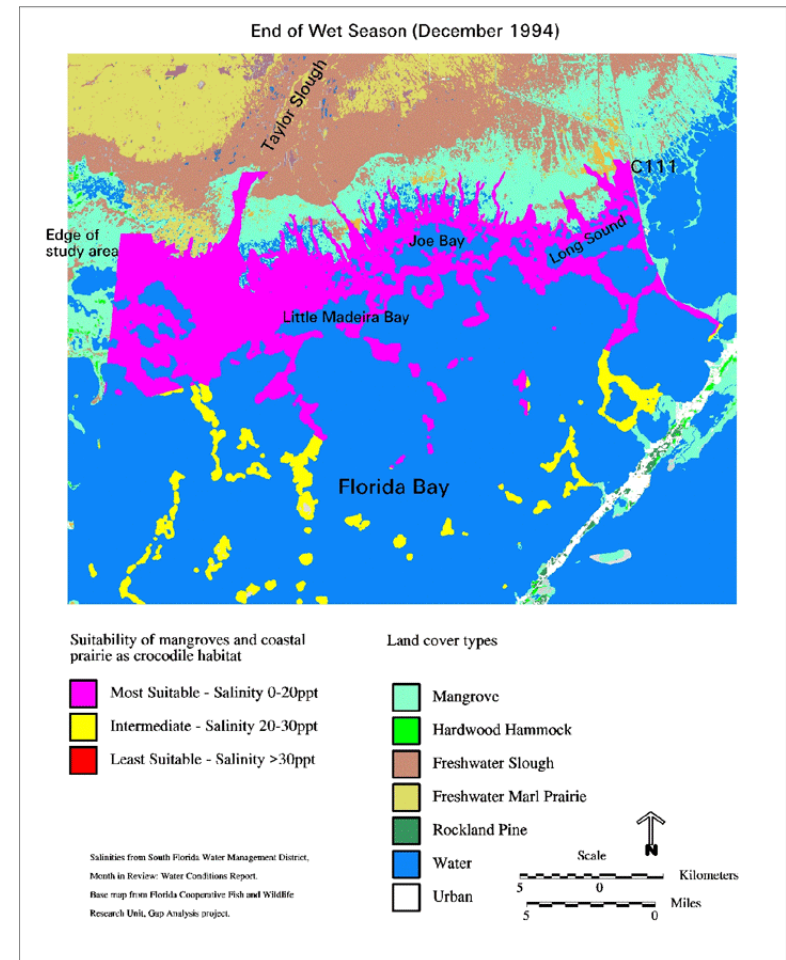 End of Wet Season (December 1994)
Taylor Slough
C111
Edge of
study area
Joe Bay
Long Sound
Little Madeira Bay
Florida Bay
Suitability of mangroves and coastal
prairie as crocodile habitat
Most Suitable - Salinity 0-20ppt
Intermediate - Salinity 20-30ppt
Least Suitable - Salinity >30ppt
Salinities from South Florida Water Management District,
Month in Review: Water Conditions Report.
Base map from Florida Cooperative Fish and Wildlife
Research Unit, Gap Analysis project.
Land cover types
Mangrove
Hardwood Hammock
Freshwater Slough
Freshwater Marl Prairie
Rockland Pine
Water
Urban
N
Scale
Kilometers
5 0
Miles
5 0